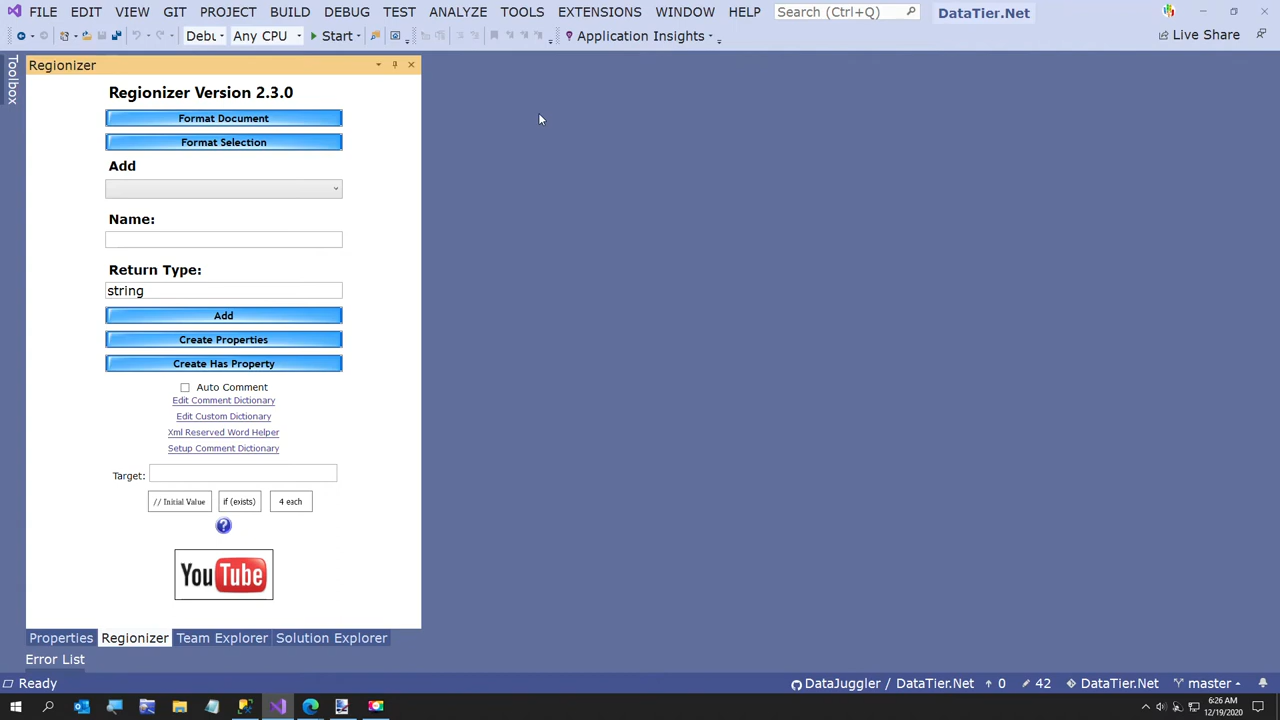 FILE EDIT VIEW GIT PROJECT BUILD DEBUG TEST ANALYZE TOOLS EXTENSIONS WINDOW HELP Search (Ctrl+Q) DataTier.Net
Debu Any CPU Start Application Insights Live Share
Toolbox
Regionizer
Regionizer Version 2.3.0
Format Document
Format Selection
Add
Name:
Return Type:
string
Add
Create Properties
Create Has Property
Auto Comment
Edit Comment Dictionary
Edit Custom Dictionary
Xml Reserved Word Helper
Setup Comment Dictionary
Target:
// Initial Value if (exists) 4 each
?
YouTube
Properties Regionizer Team Explorer Solution Explorer
Error List
Ready DataJuggler / DataTier.Net 0 42 DataTier.Net master
6:26 AM
12/19/2020